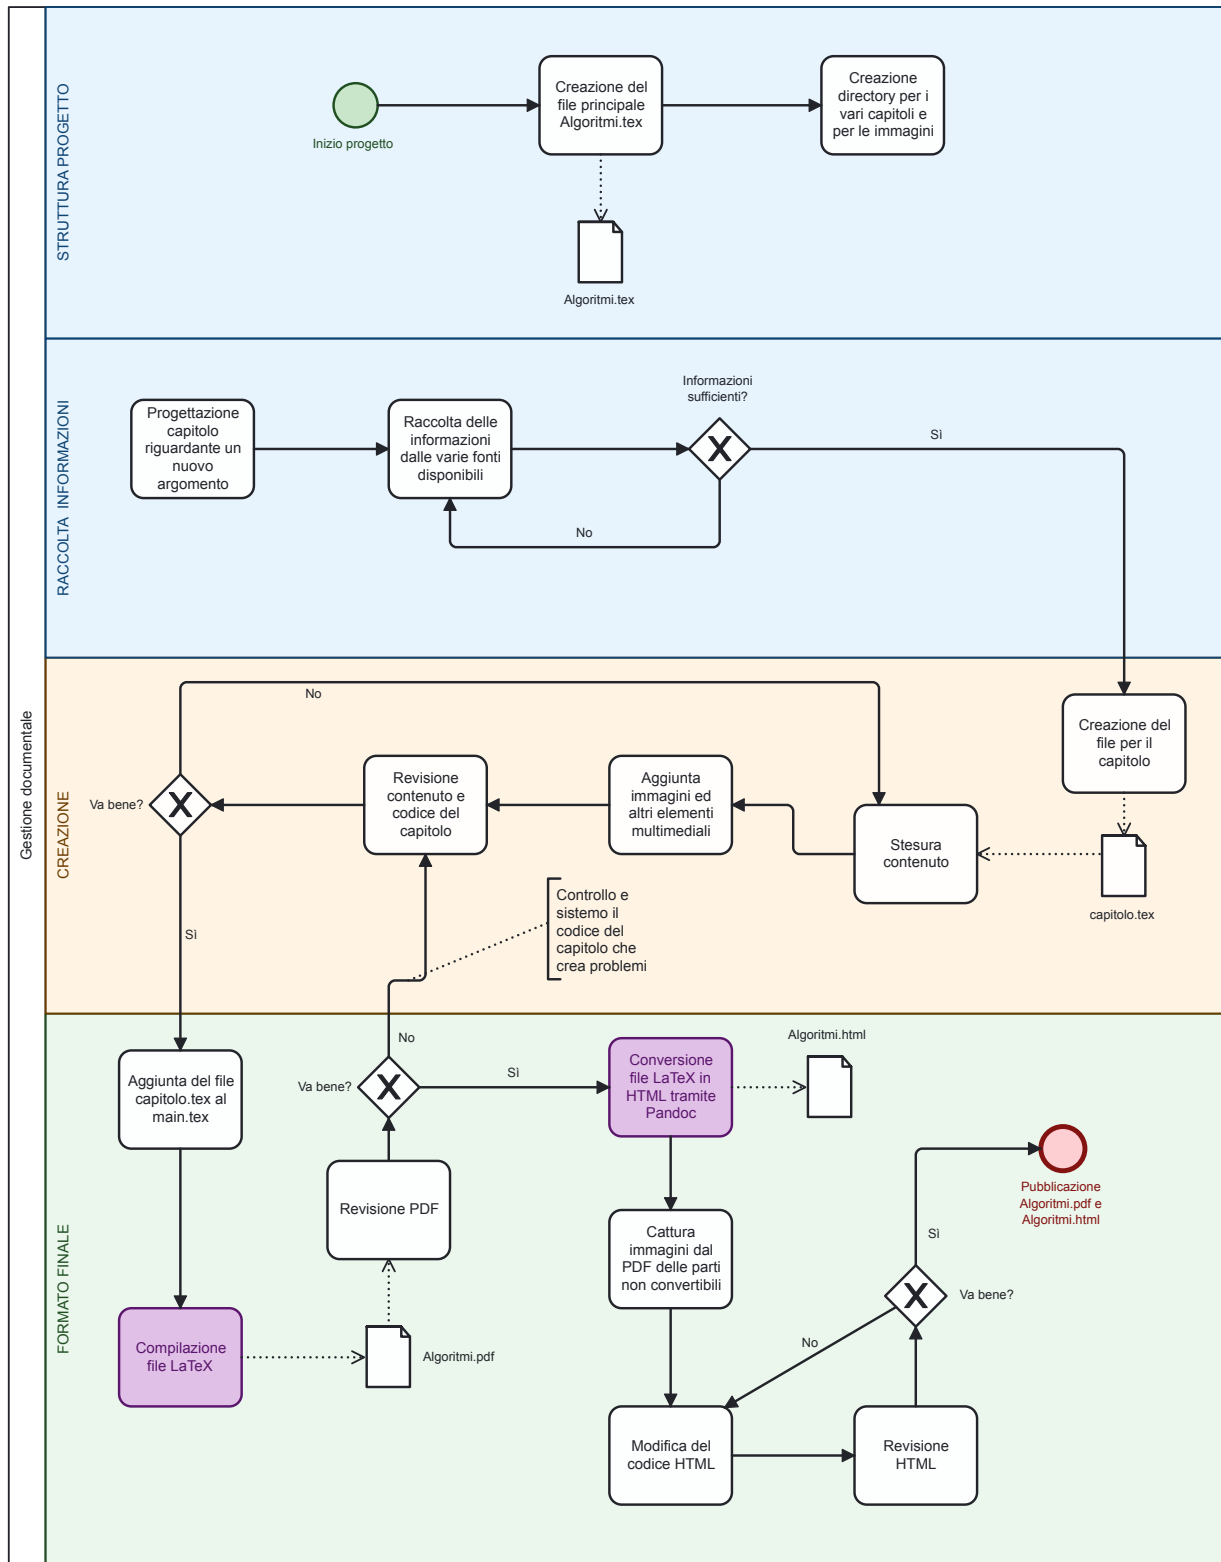 Gestione documentale
STRUTTURA PROGETTO
Inizio progetto
Creazione del
file principale
Algoritmi.tex
Creazione
directory per i
vari capitoli e
per le immagini
Algoritmi.tex
RACCOLTA INFORMAZIONI
Progettazione
capitolo
riguardante un
nuovo
argomento
Raccolta delle
informazioni
dalle varie fonti
disponibili
Informazioni
sufficienti?
Sì
No
CREAZIONE
No
Creazione del
file per il
capitolo
Va bene?
Revisione
contenuto e
codice del
capitolo
Aggiunta
immagini ed
altri elementi
multimediali
Stesura
contenuto
capitolo.tex
Controllo e
sistemo il
codice del
capitolo che
crea problemi
Sì
FORMATO FINALE
Aggiunta del file
capitolo.tex al
main.tex
No
Va bene?
Sì
Conversione
file LaTeX in
HTML tramite
Pandoc
Algoritmi.html
Revisione PDF
Pubblicazione
Algoritmi.pdf e
Algoritmi.html
Cattura
immagini dal
PDF delle parti
non convertibili
Sì
Va bene?
No
Compilazione
file LaTeX
Algoritmi.pdf
Modifica del
codice HTML
Revisione
HTML